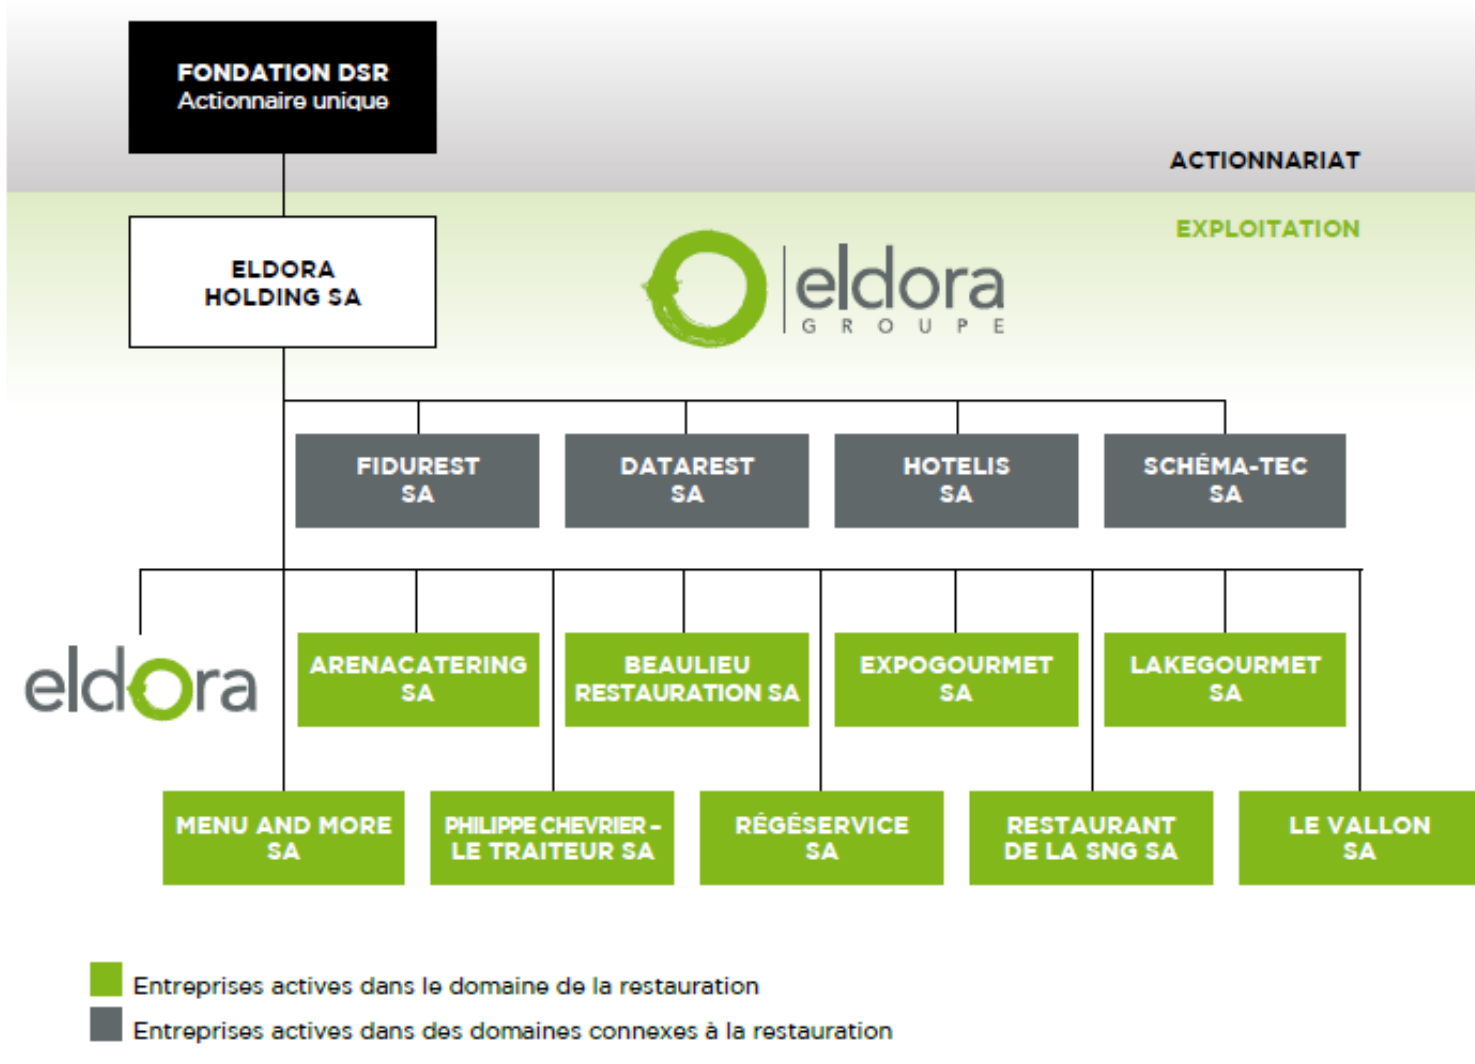 FONDATION DSR
Actionnaire unique
ACTIONNARIAT
EXPLOITATION
ELDORA
HOLDING SA
eldora
GROUPE
FIDUREST
SA
DATAREST
SA
HOTELIS
SA
SCHÉMA-TEC
SA
eldora
ARENACATERING
SA
BEAULIEU
RESTAURATION SA
EXPOGOURMET
SA
LAKEGOURMET
SA
MENU AND MORE
SA
PHILIPPE CHEVRIER –
LE TRAITEUR SA
RÉGÉSERVICE
SA
RESTAURANT
DE LA SNG SA
LE VALLON
SA
Entreprises actives dans le domaine de la restauration
Entreprises actives dans des domaines connexes à la restauration